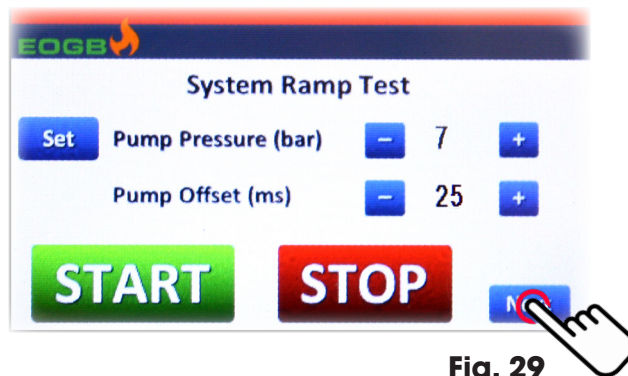 EOGB
System Ramp Test
Set Pump Pressure (bar) - 7 +
Pump Offset (ms) - 25 +
START STOP
Fig. 29